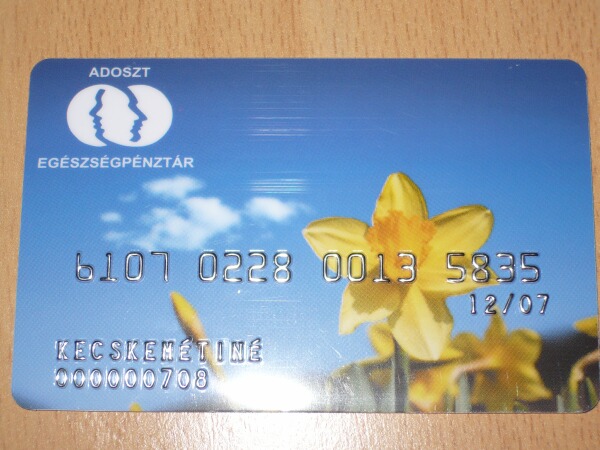 ADOSZT
EGÉSZSÉGPÉNZTÁR
6107 0228 0013 5835
12/07
KECSKEMÉTINÉ
000000708